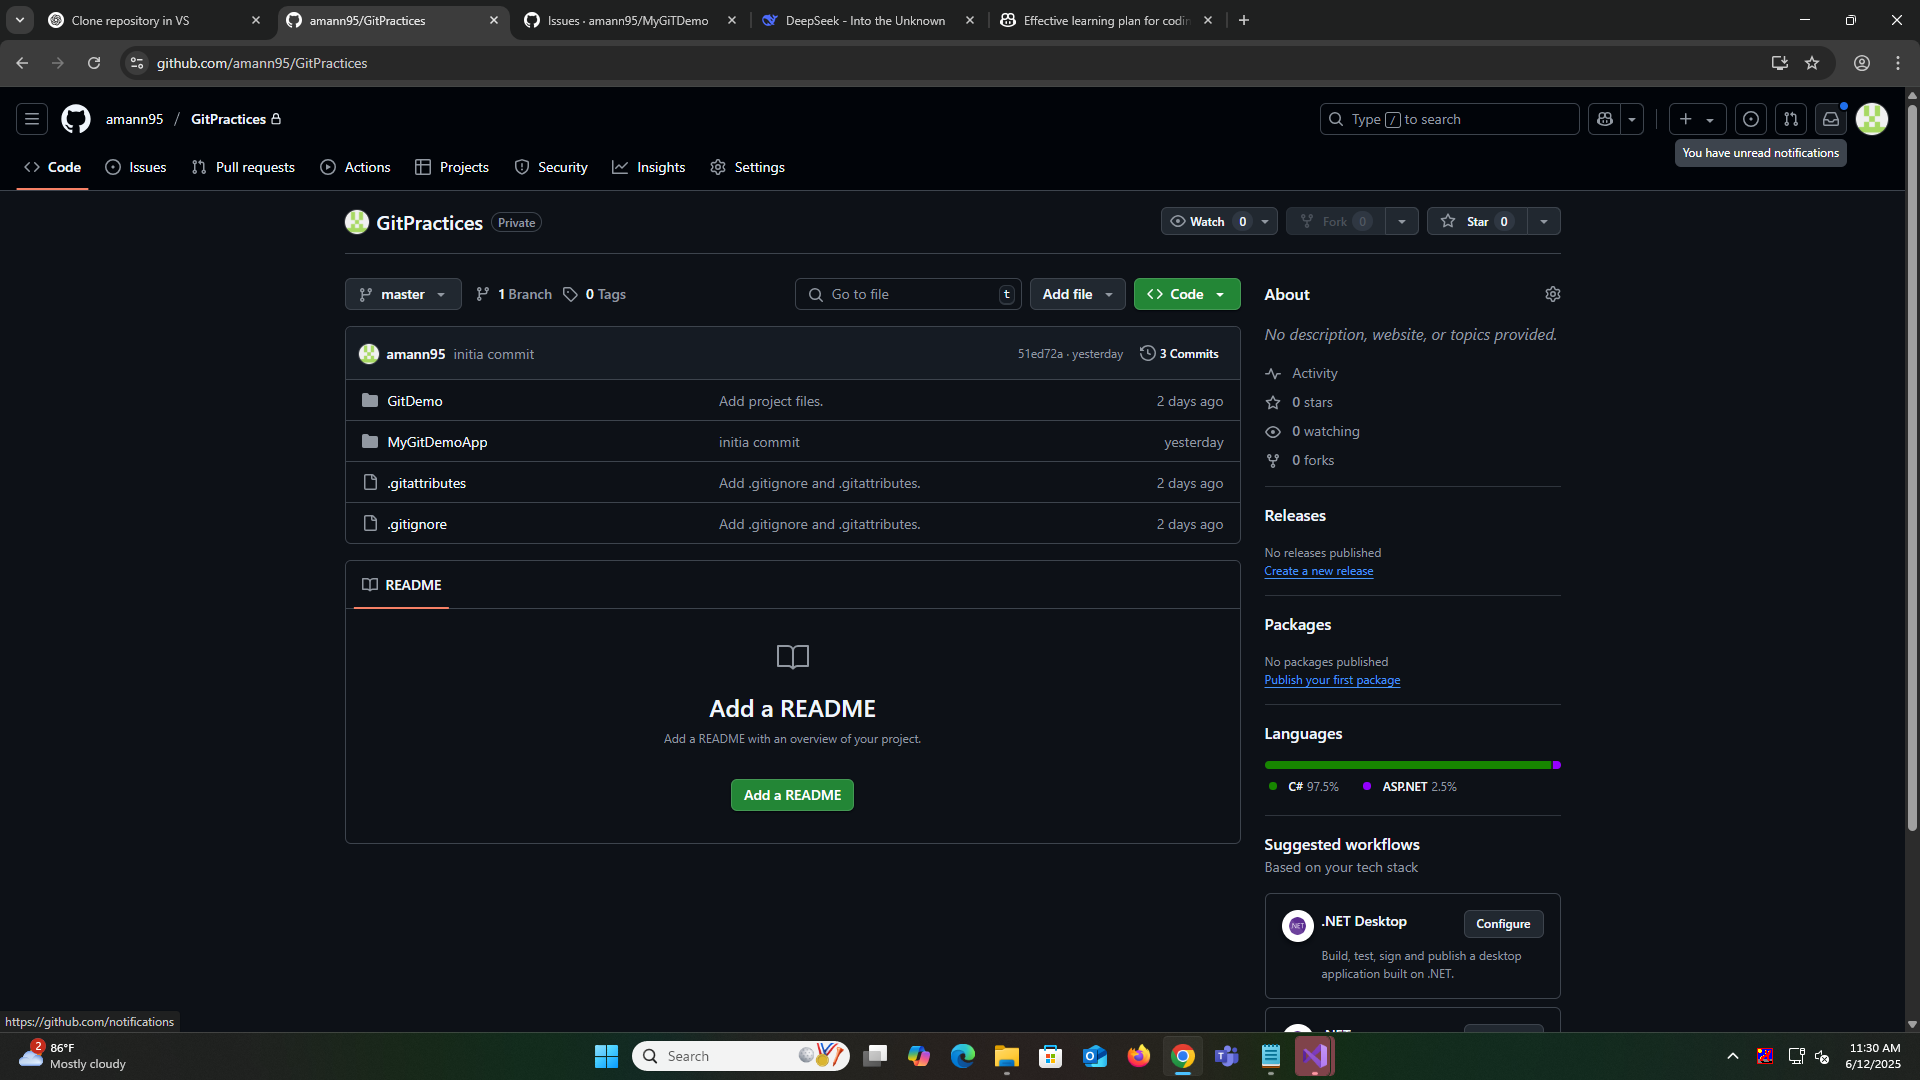 Clone repository in VS
amann95/GitPractices
Issues · amann95/MyGiTDemo
DeepSeek - Into the Unknown
Effective learning plan for codin
github.com/amann95/GitPractices
amann95 / GitPractices
Type / to search
You have unread notifications
Code
Issues
Pull requests
Actions
Projects
Security
Insights
Settings
GitPractices Private
Watch 0
Fork 0
Star 0
master
1 Branch
0 Tags
Go to file t
Add file
Code
amann95 initia commit 51ed72a · yesterday 3 Commits
GitDemo Add project files. 2 days ago
MyGitDemoApp initia commit yesterday
.gitattributes Add .gitignore and .gitattributes. 2 days ago
.gitignore Add .gitignore and .gitattributes. 2 days ago
README
Add a README
Add a README with an overview of your project.
Add a README
About
No description, website, or topics provided.
Activity
0 stars
0 watching
0 forks
Releases
No releases published
Create a new release
Packages
No packages published
Publish your first package
Languages
C# 97.5% ASP.NET 2.5%
Suggested workflows
Based on your tech stack
.NET
.NET Desktop
Configure
Build, test, sign and publish a desktop
application built on .NET.
https://github.com/notifications
2
86°F
Mostly cloudy
Search
11:30 AM
6/12/2025